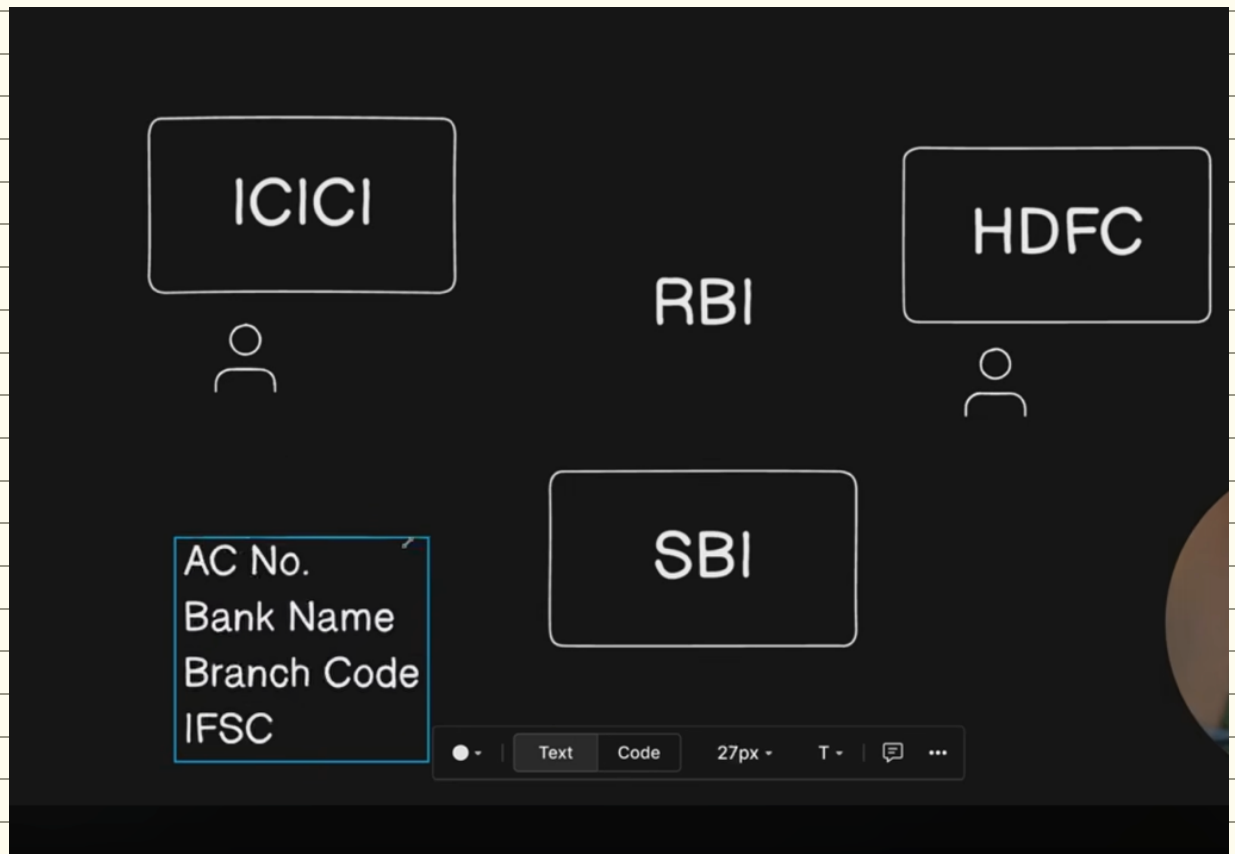 ICICI
HDFC
RBI
SBI
AC No.
Bank Name
Branch Code
IFSC
Text
Code
27px
T